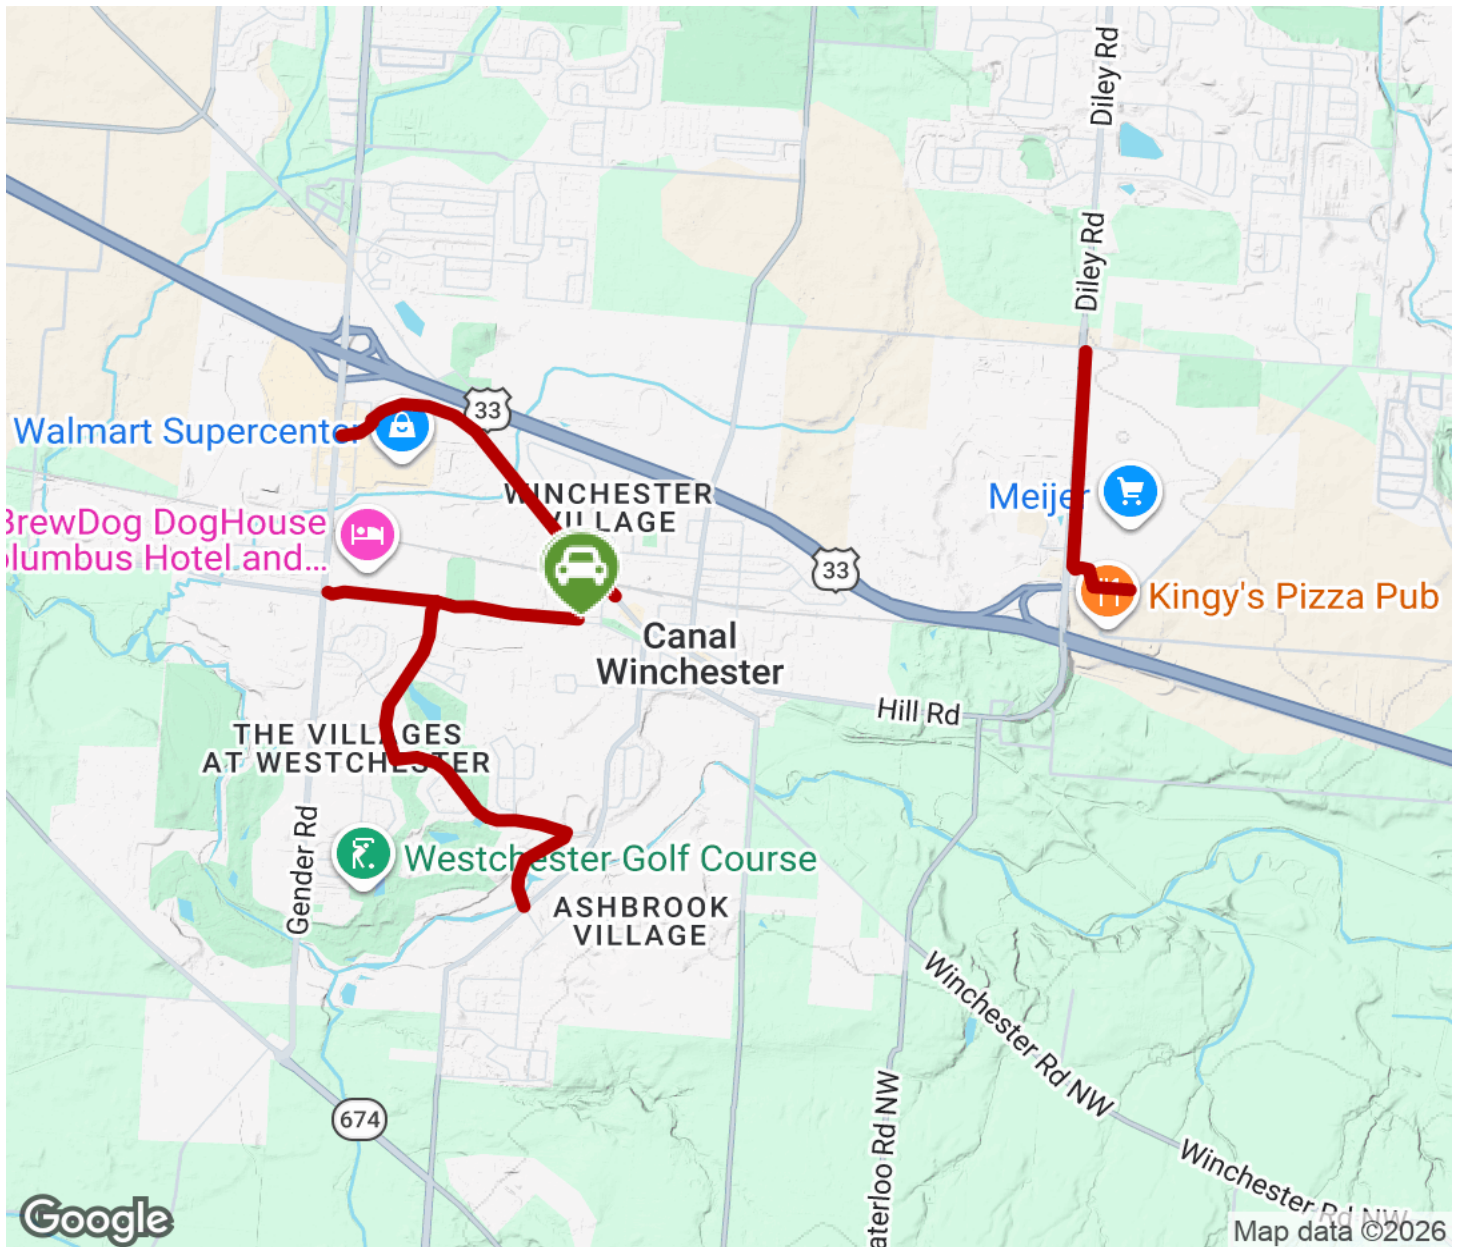 Diley Rd
Diley Rd
33
Walmart Supercenter
WINCHESTER
VILLAGE
Meijer
BrewDog DogHouse
olumbus Hotel and...
33
Kingy's Pizza Pub
Canal
Winchester
Hill Rd
THE VILLAGES
AT WESTCHESTER
Gender Rd
Westchester Golf Course
ASHBROOK
VILLAGE
Winchester Rd NW
674
aterloo Rd NW
Winchester Rd NW
Google
Map data ©2026